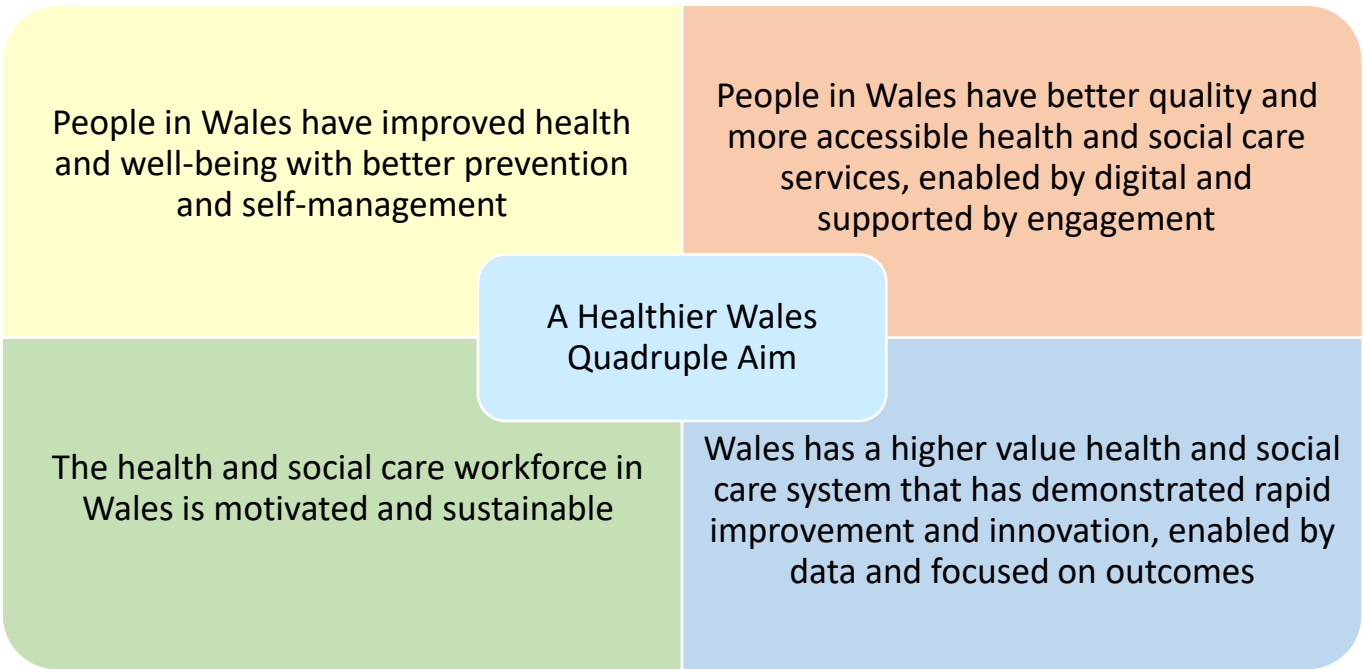 People in Wales have improved health
and well-being with better prevention
and self-management
People in Wales have better quality and
more accessible health and social care
services, enabled by digital and
supported by engagement
A Healthier Wales
Quadruple Aim
The health and social care workforce in
Wales is motivated and sustainable
Wales has a higher value health and social
care system that has demonstrated rapid
improvement and innovation, enabled by
data and focused on outcomes